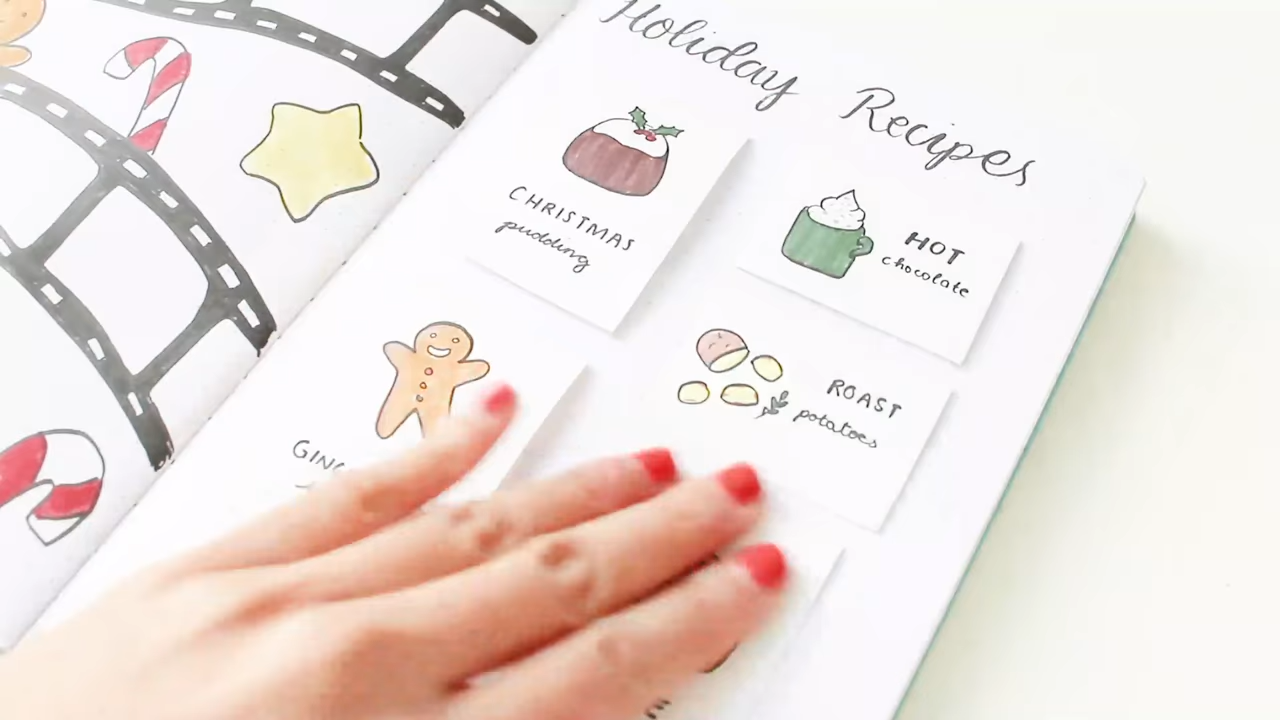 Holiday Recipes
CHRISTMAS
pudding
HOT
chocolate
ROAST
potatoes